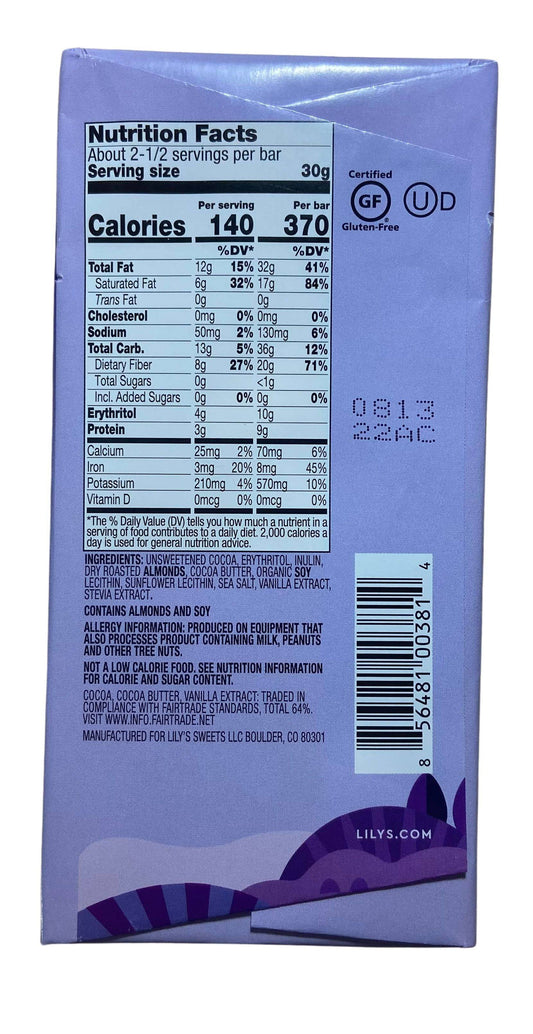 Nutrition Facts
About 2-1/2 servings per bar
Serving size 30g
Per serving Per bar
Calories 140 370
%DV* %DV*
Total Fat 12g 15% 32g 41%
Saturated Fat 6g 32% 17g 84%
Trans Fat 0g 0g
Cholesterol 0mg 0% 0mg 0%
Sodium 50mg 2% 130mg 6%
Total Carb. 13g 5% 36g 12%
Dietary Fiber 8g 27% 20g 71%
Total Sugars 0g <1g
Incl. Added Sugars 0g 0% 0g 0%
Erythritol 4g 10g
Protein 3g 9g
Calcium 25mg 2% 70mg 6%
Iron 3mg 20% 8mg 45%
Potassium 210mg 4% 570mg 10%
Vitamin D 0mcg 0% 0mcg 0%
*The % Daily Value (DV) tells you how much a nutrient in a
serving of food contributes to a daily diet. 2,000 calories a
day is used for general nutrition advice.
INGREDIENTS: UNSWEETENED COCOA, ERYTHRITOL, INULIN,
DRY ROASTED ALMONDS, COCOA BUTTER, ORGANIC SOY
LECITHIN, SUNFLOWER LECITHIN, SEA SALT, VANILLA EXTRACT,
STEVIA EXTRACT.
CONTAINS ALMONDS AND SOY
ALLERGY INFORMATION: PRODUCED ON EQUIPMENT THAT
ALSO PROCESSES PRODUCT CONTAINING MILK, PEANUTS
AND OTHER TREE NUTS.
NOT A LOW CALORIE FOOD. SEE NUTRITION INFORMATION
FOR CALORIE AND SUGAR CONTENT.
COCOA, COCOA BUTTER, VANILLA EXTRACT: TRADED IN
COMPLIANCE WITH FAIRTRADE STANDARDS, TOTAL 64%.
VISIT WWW.INFO.FAIRTRADE.NET
MANUFACTURED FOR LILY'S SWEETS LLC BOULDER, CO 80301
Certified
GF
®
Gluten-Free
U D
0813
22AC
8 56481 00381 4
LILYS.COM